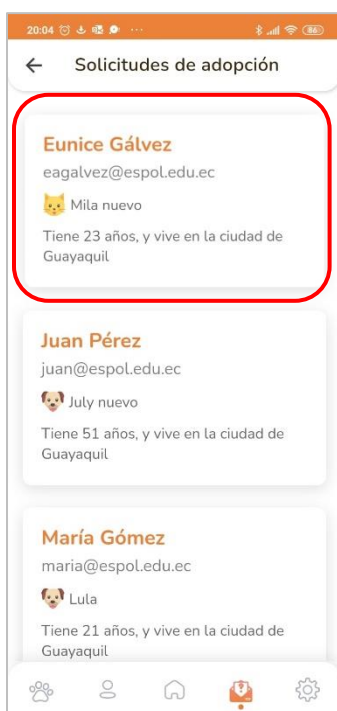 20:04
86
Solicitudes de adopción
Eunice Gálvez
eagalvez@espol.edu.ec
Mila nuevo
Tiene 23 años, y vive en la ciudad de
Guayaquil
Juan Pérez
juan@espol.edu.ec
July nuevo
Tiene 51 años, y vive en la ciudad de
Guayaquil
María Gómez
maria@espol.edu.ec
Lula
Tiene 21 años, y vive en la ciudad de
Guayaquil